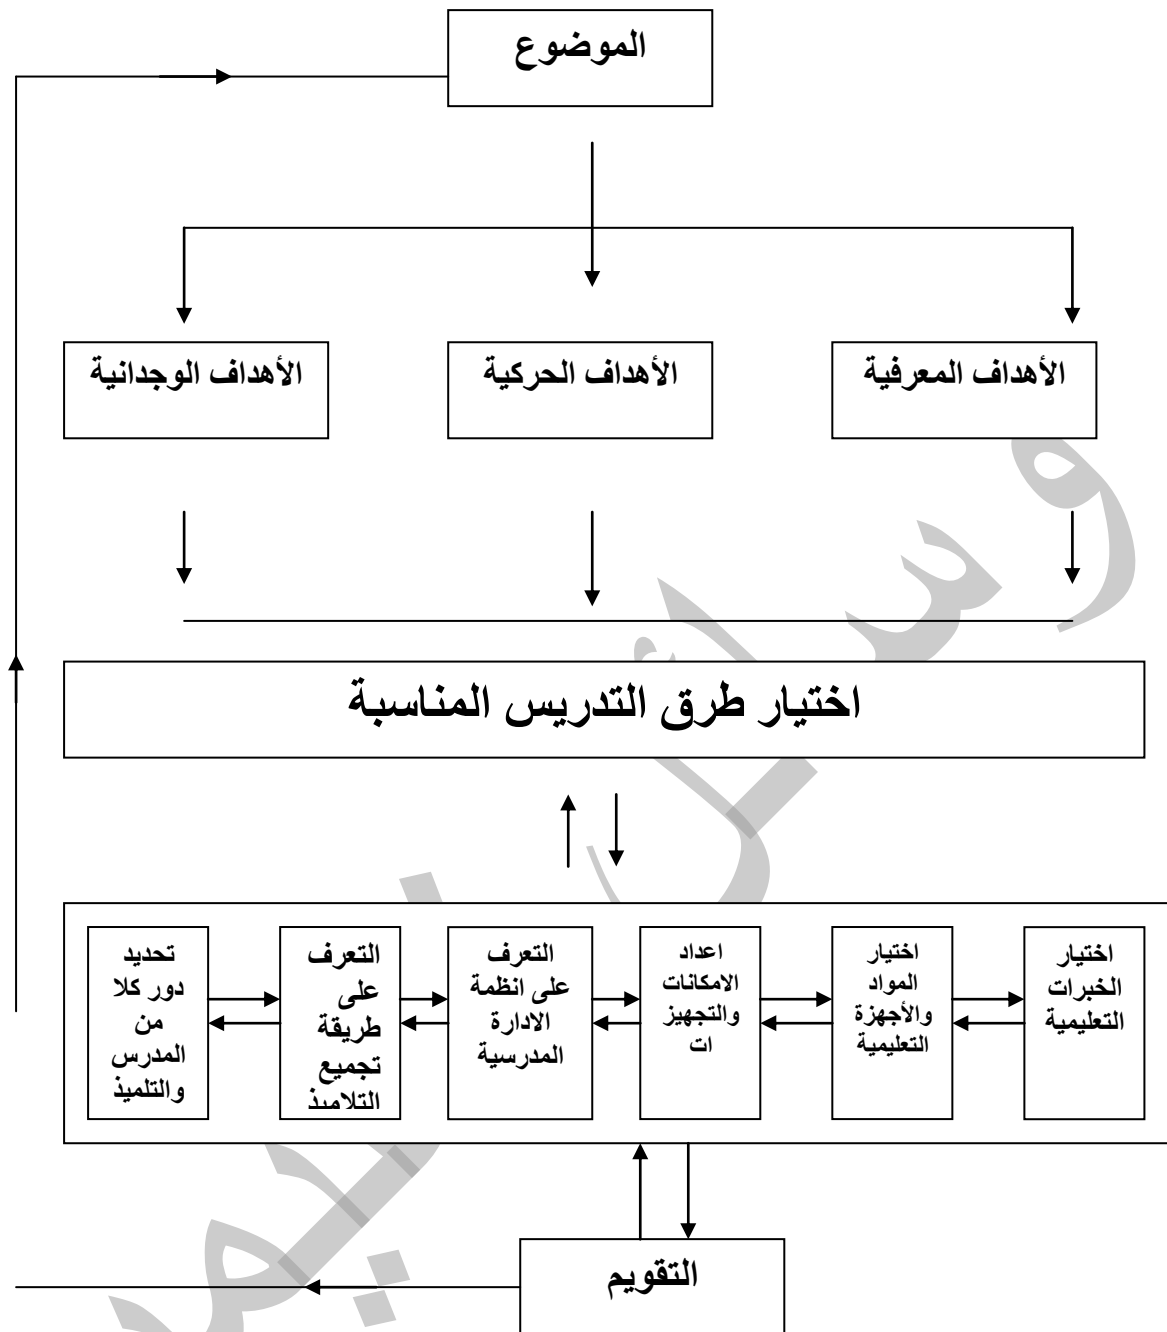 الموضوع
الأهداف المعرفية
الأهداف الحركية
الأهداف الوجدانية
اختيار طرق التدريس المناسبة
اختيار
الخبرات
التعليمية
اختيار
المواد
والأجهزة
التعليمية
اعداد
الامكانات
والتجهيز
ات
التعرف
على انظمة
الادارة
المدرسية
التعرف
على
طريقة
تجميع
التلاميذ
تحديد
دور كلا
من
المدرس
والتلميذ
التقويم